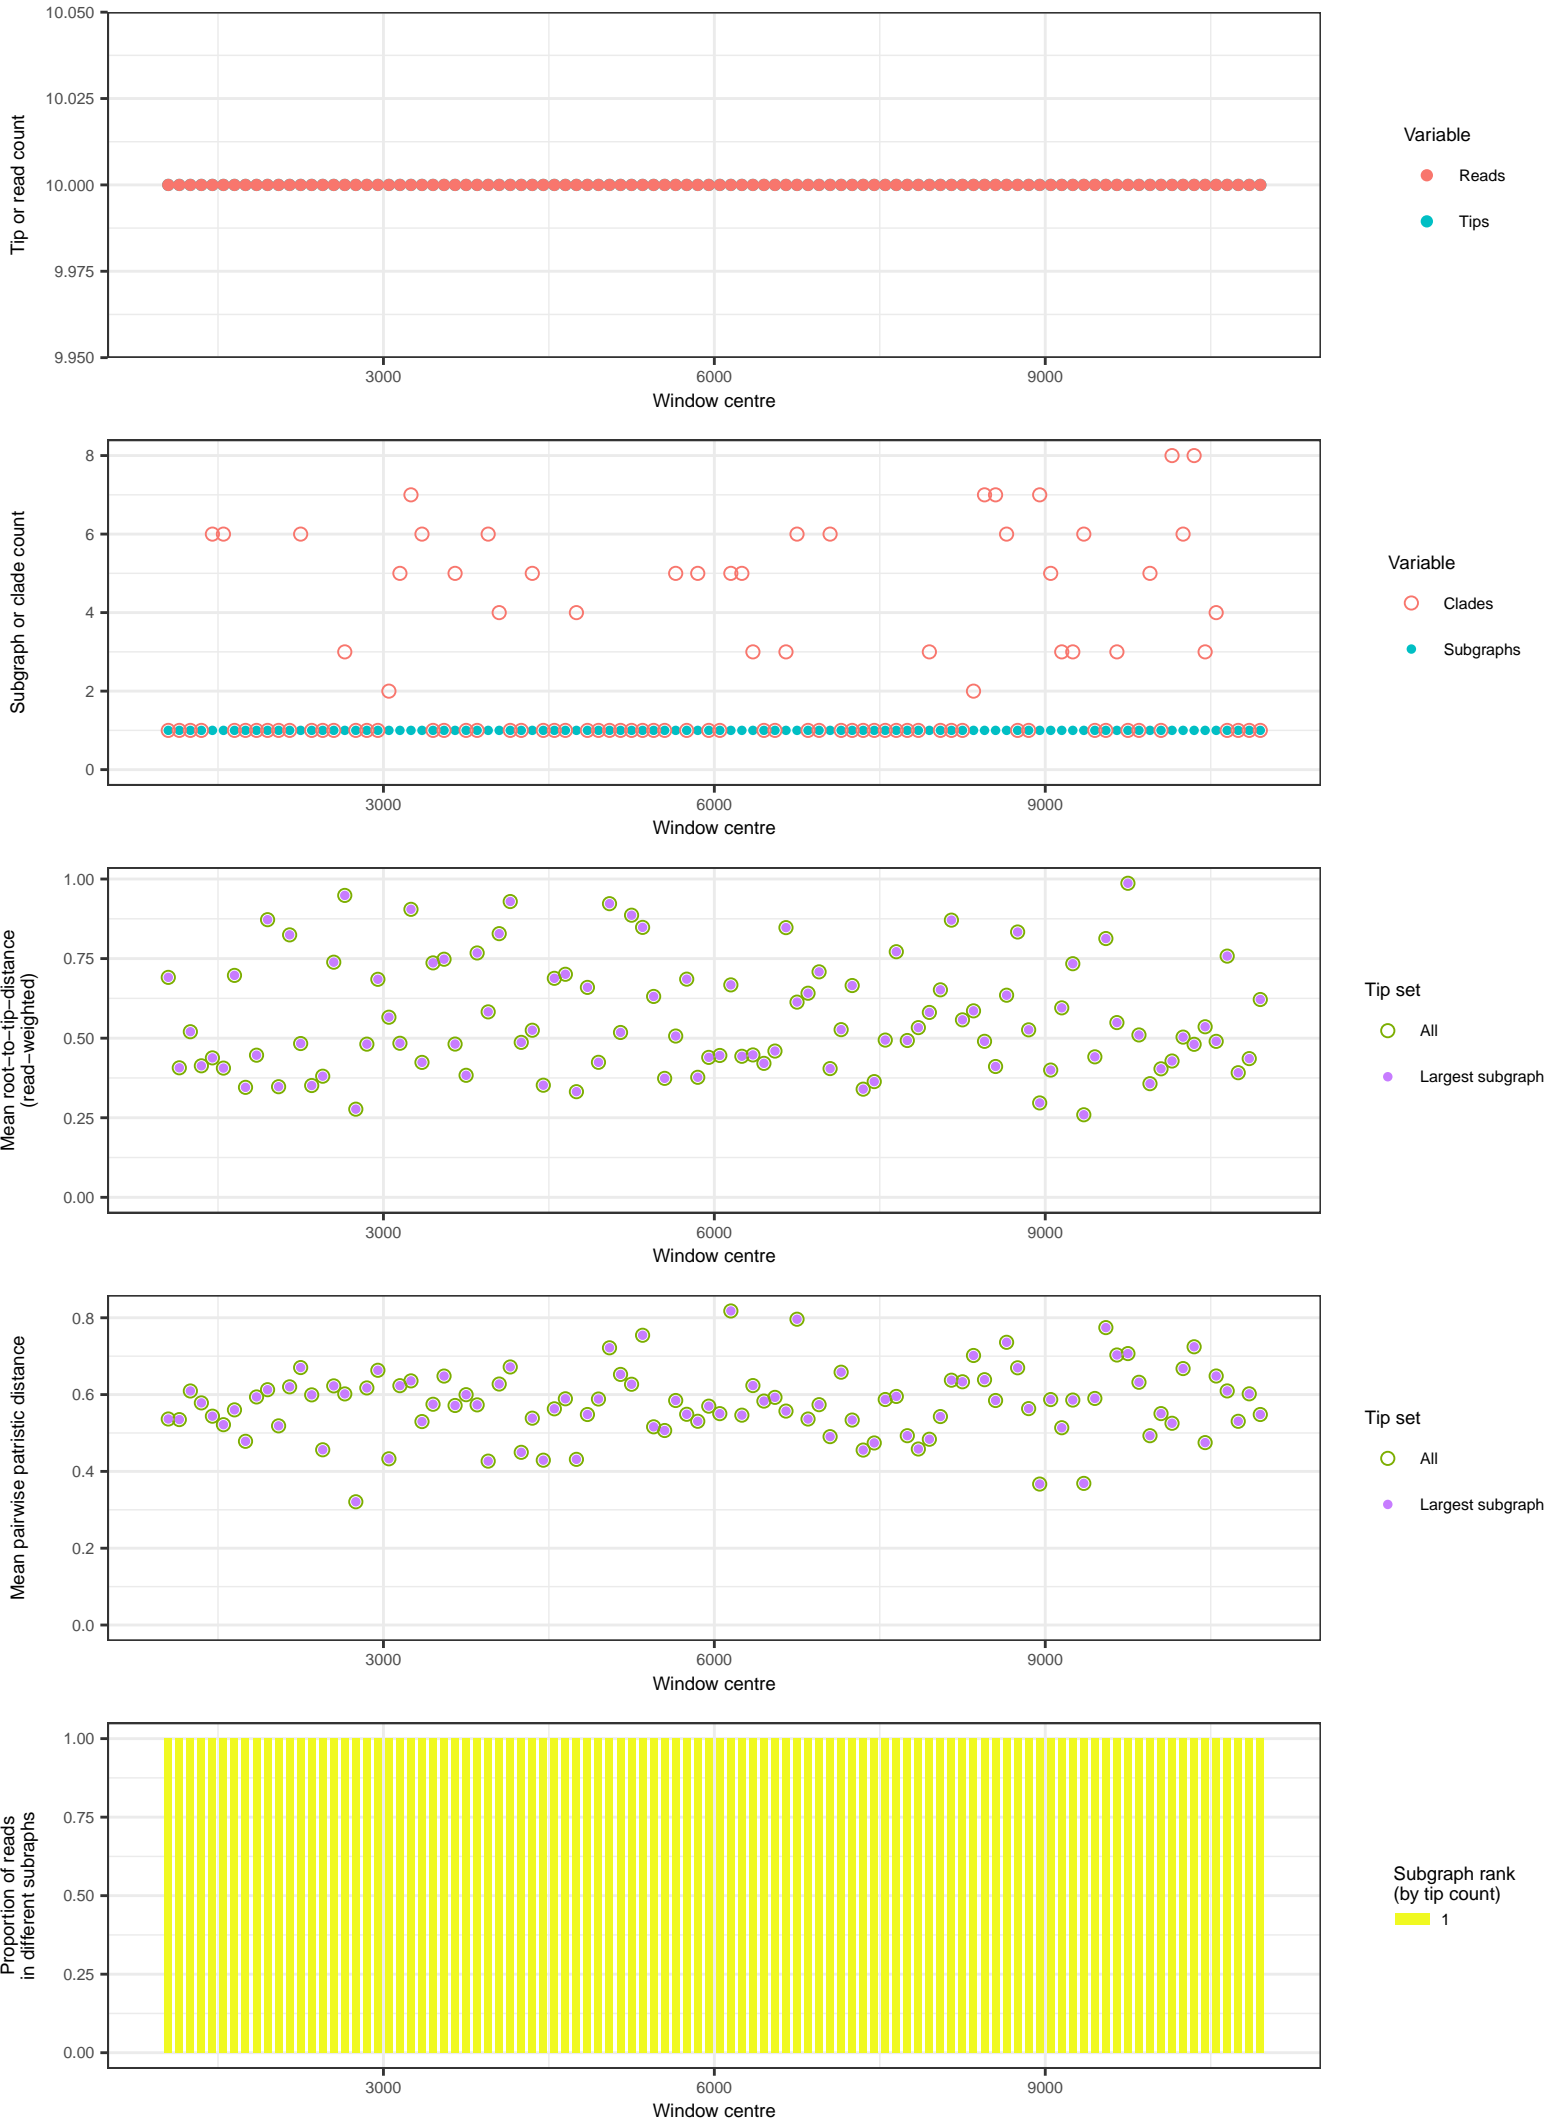 10.050
10.025
10.000
9.975
9.950
Tip or read count
3000
6000
9000
Window centre
Variable
Reads
Tips
8
6
4
2
0
Subgraph or clade count
3000
6000
9000
Window centre
Variable
Clades
Subgraphs
1.00
0.75
0.50
0.25
0.00
Mean root−to−tip−distance
(read−weighted)
3000
6000
9000
Window centre
Tip set
All
Largest subgraph
0.8
0.6
0.4
0.2
0.0
Mean pairwise patristic distance
3000
6000
9000
Window centre
Tip set
All
Largest subgraph
1.00
0.75
0.50
0.25
0.00
Proportion of reads
in different subraphs
3000
6000
9000
Window centre
Subgraph rank
(by tip count)
1